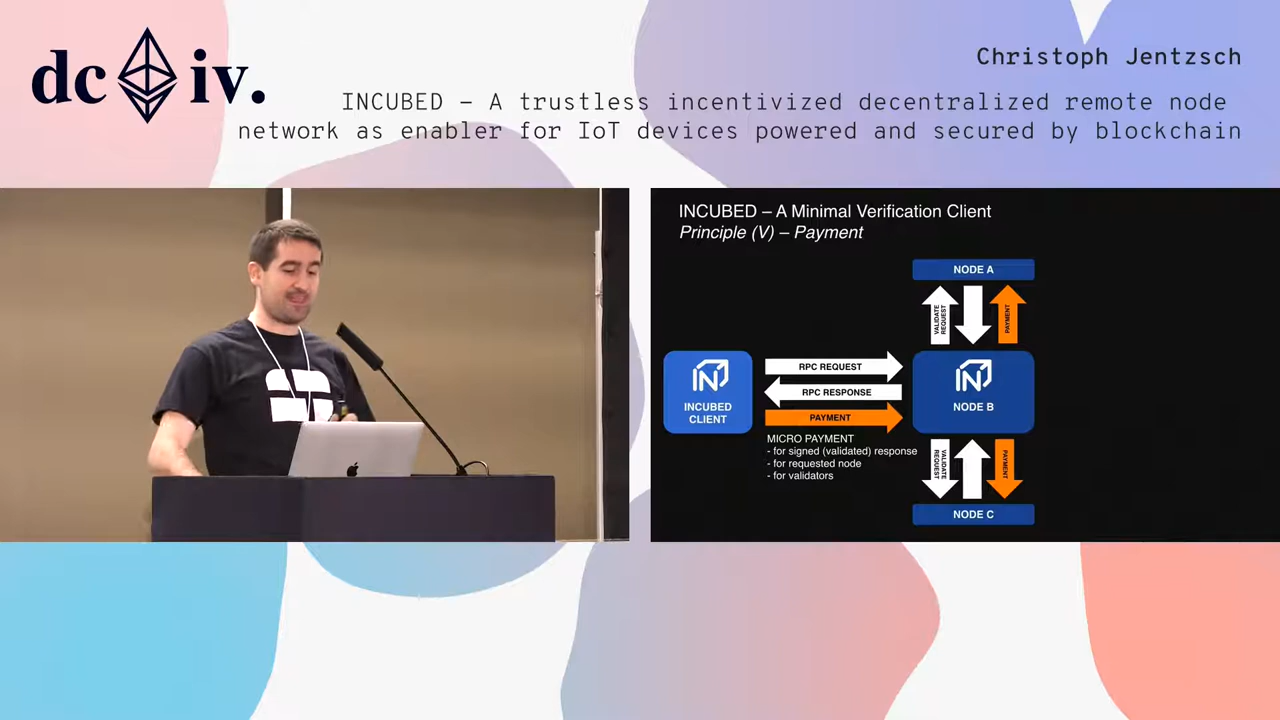 dc iv.
Christoph Jentzsch
INCUBED – A trustless incentivized decentralized remote node
network as enabler for IoT devices powered and secured by blockchain
INCUBED – A Minimal Verification Client
Principle (V) – Payment
NODE A
VALIDATE
REQUEST
PAYMENT
IN
INCUBED
CLIENT
RPC REQUEST
RPC RESPONSE
PAYMENT
IN
NODE B
MICRO PAYMENT
- for signed (validated) response
- for requested node
- for validators
VALIDATE
REQUEST
PAYMENT
NODE C